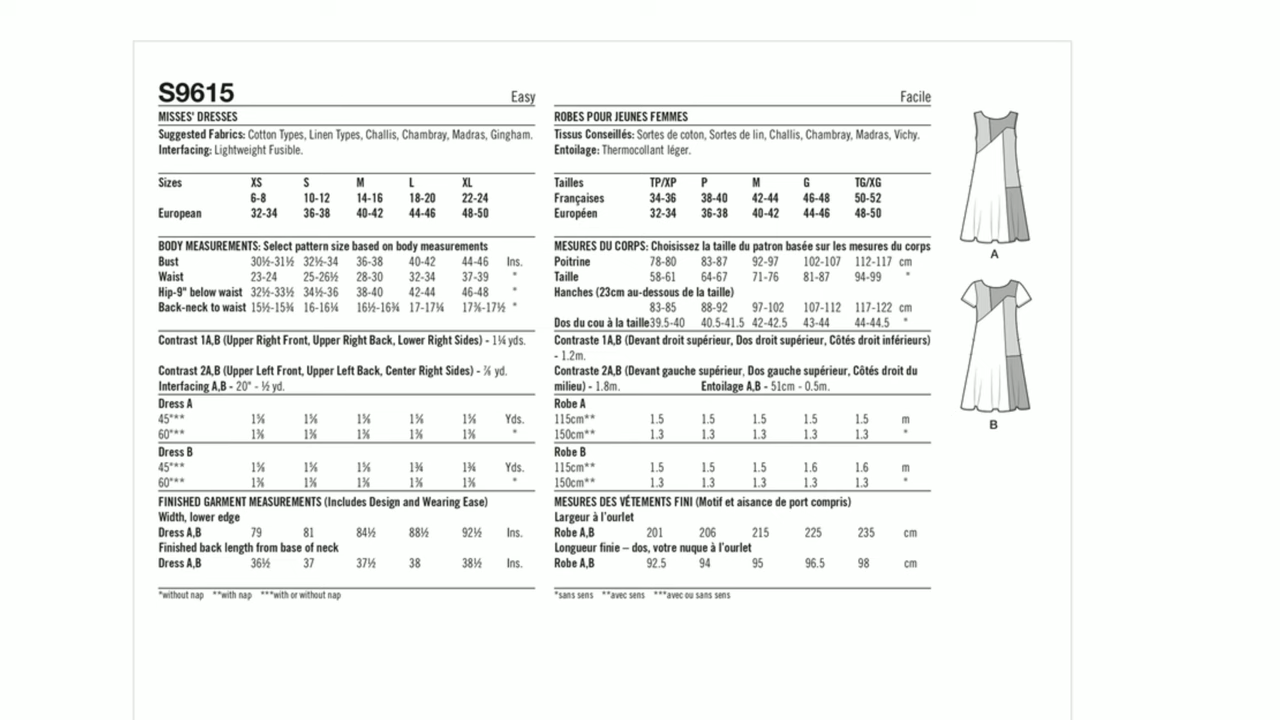 S9615 Easy
MISSES' DRESSES
Suggested Fabrics: Cotton Types, Linen Types, Challis, Chambray, Madras, Gingham.
Interfacing: Lightweight Fusible.
Sizes XS S M L XL
6-8 10-12 14-16 18-20 22-24
European 32-34 36-38 40-42 44-46 48-50
BODY MEASUREMENTS: Select pattern size based on body measurements
Bust 30½-31½ 32½-34 36-38 40-42 44-46 Ins.
Waist 23-24 25-26½ 28-30 32-34 37-39 "
Hip-9" below waist 32½-33½ 34½-36 38-40 42-44 46-48 "
Back-neck to waist 15½-15¾ 16-16¼ 16½-16¾ 17-17¼ 17⅜-17½ "
Contrast 1A,B (Upper Right Front, Upper Right Back, Lower Right Sides) - 1¼ yds.
Contrast 2A,B (Upper Left Front, Upper Left Back, Center Right Sides) - ⅞ yd.
Interfacing A,B - 20" - ½ yd.
Dress A
45"*** 1⅝ 1⅝ 1⅝ 1⅝ 1⅝ Yds.
60"*** 1⅜ 1⅜ 1⅜ 1⅜ 1⅜ "
Dress B
45"*** 1⅝ 1⅝ 1⅝ 1¾ 1¾ Yds.
60"*** 1⅜ 1⅜ 1⅜ 1⅜ 1⅜ "
FINISHED GARMENT MEASUREMENTS (Includes Design and Wearing Ease)
Width, lower edge
Dress A,B 79 81 84½ 88½ 92½ Ins.
Finished back length from base of neck
Dress A,B 36½ 37 37½ 38 38½ Ins.
*without nap **with nap ***with or without nap
Facile
ROBES POUR JEUNES FEMMES
Tissus Conseillés: Sortes de coton, Sortes de lin, Challis, Chambray, Madras, Vichy.
Entoilage: Thermocollant léger.
Tailles TP/XP P M G TG/XG
Françaises 34-36 38-40 42-44 46-48 50-52
Européen 32-34 36-38 40-42 44-46 48-50
MESURES DU CORPS: Choisissez la taille du patron basée sur les mesures du corps
Poitrine 78-80 83-87 92-97 102-107 112-117 cm
Taille 58-61 64-67 71-76 81-87 94-99 "
Hanches (23cm au-dessous de la taille)
83-85 88-92 97-102 107-112 117-122 cm
Dos du cou à la taille 39.5-40 40.5-41.5 42-42.5 43-44 44-44.5 "
Contraste 1A,B (Devant droit supérieur, Dos droit supérieur, Côtés droit inférieurs)
- 1.2m.
Contraste 2A,B (Devant gauche supérieur, Dos gauche supérieur, Côtés droit du
milieu) - 1.8m. Entoilage A,B - 51cm - 0.5m.
Robe A
115cm** 1.5 1.5 1.5 1.5 1.5 m
150cm** 1.3 1.3 1.3 1.3 1.3 "
Robe B
115cm** 1.5 1.5 1.5 1.6 1.6 m
150cm** 1.3 1.3 1.3 1.3 1.3 "
MESURES DES VÉTEMENTS FINI (Motif et aisance de port compris)
Largeur à l'ourlet
Robe A,B 201 206 215 225 235 cm
Longueur finie – dos, votre nuque à l'ourlet
Robe A,B 92.5 94 95 96.5 98 cm
*sans sens **avec sens ***avec ou sans sens
A
B